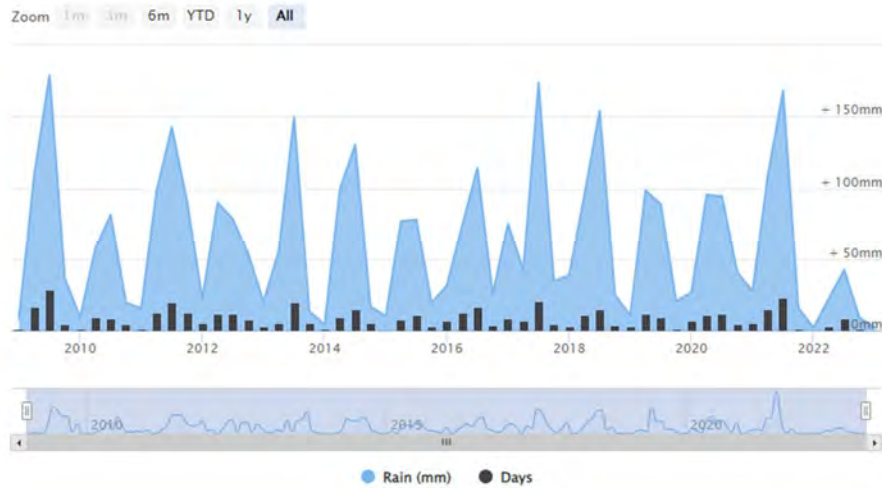 Zoom 1m 3m 6m YTD 1y All
+ 150mm
+ 100mm
+ 50mm
0mm
2010 2012 2014 2016 2018 2020 2022
2010 2015 2020
Rain (mm) Days